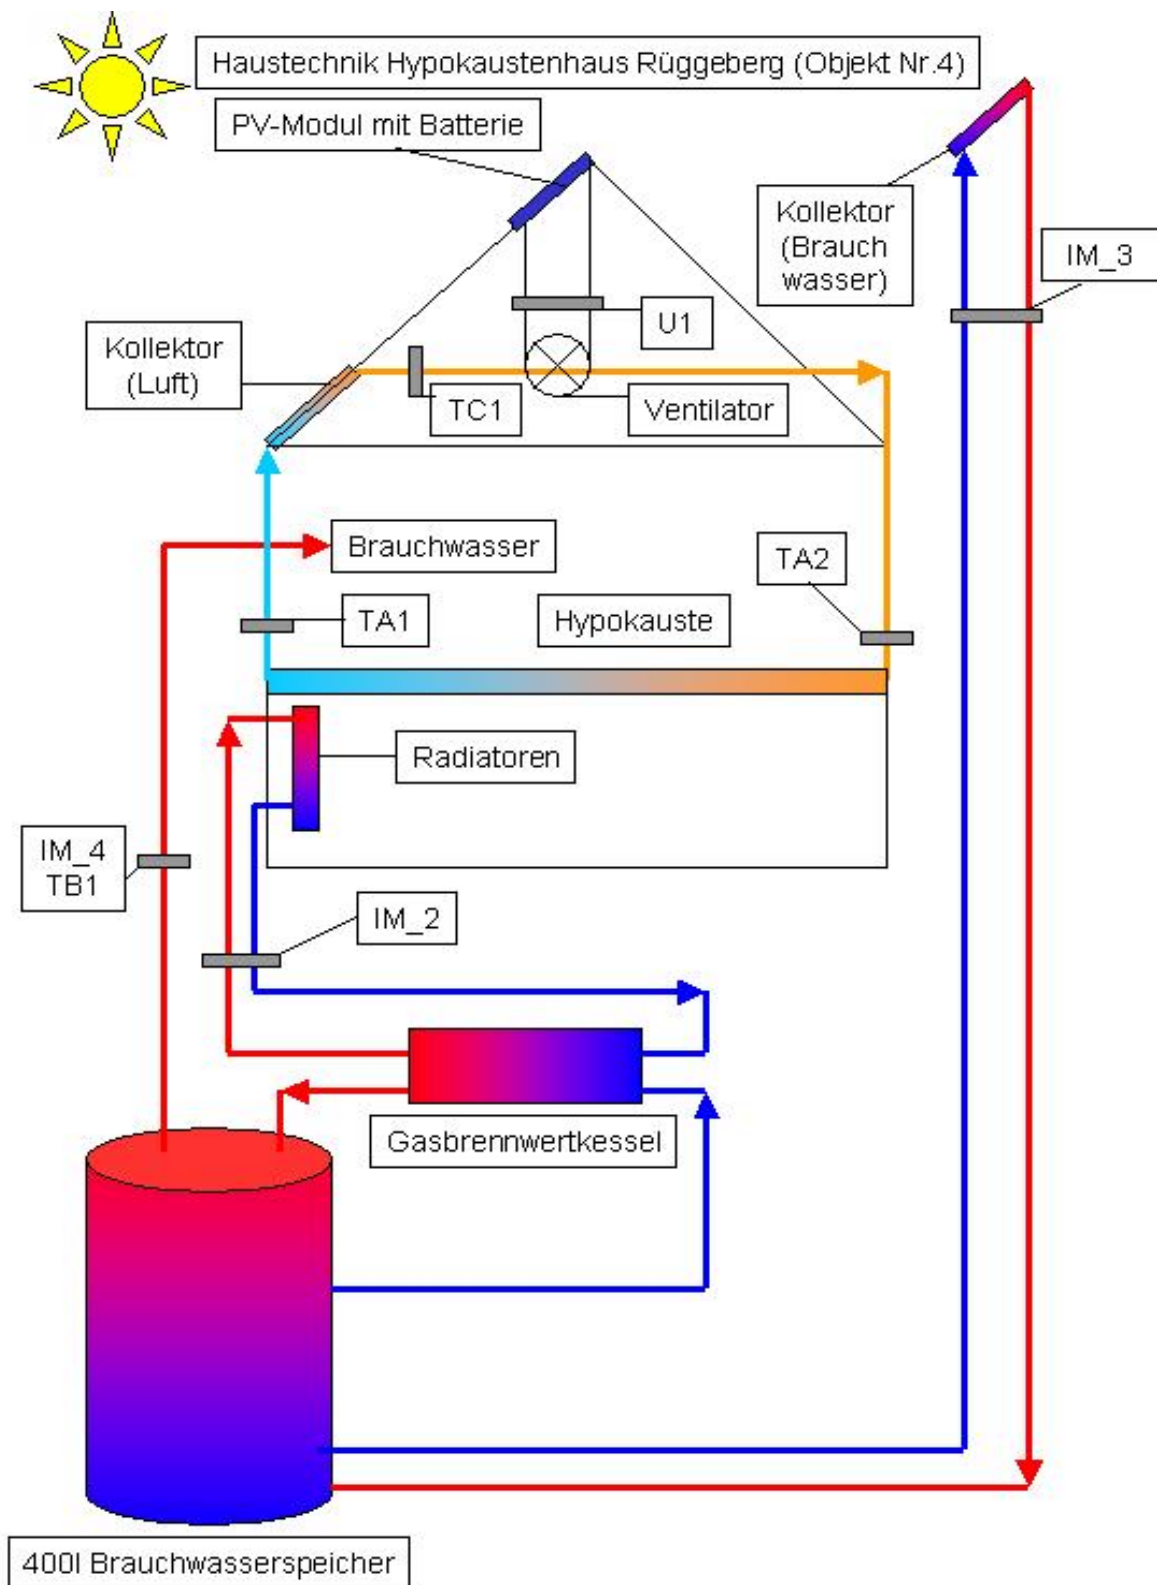 Haustechnik Hypokaustenhaus Rüggeberg (Objekt Nr.4)
PV-Modul mit Batterie
Kollektor
(Brauch
wasser)
IM_3
U1
Kollektor
(Luft)
TC1
Ventilator
Brauchwasser
TA2
TA1
Hypokauste
Radiatoren
IM_4
TB1
IM_2
Gasbrennwertkessel
400l Brauchwasserspeicher